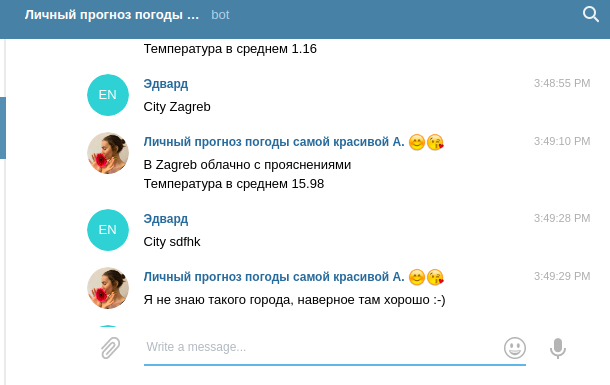 Личный прогноз погоды ... bot
Температура в среднем 1.16
EN
Эдвард 3:48:55 PM
City Zagreb
Личный прогноз погоды самой красивой А. 😊😘 3:49:10 PM
В Zagreb облачно с прояснениями
Температура в среднем 15.98
EN
Эдвард 3:49:28 PM
City sdfhk
Личный прогноз погоды самой красивой А. 😊😘 3:49:29 PM
Я не знаю такого города, наверное там хорошо :-)
Write a message...